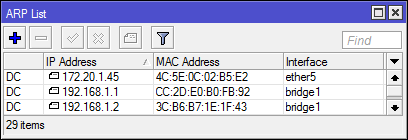 ARP List
Find
IP Address MAC Address Interface
DC 172.20.1.45 4C:5E:0C:02:B5:E2 ether5
DC 192.168.1.1 CC:2D:E0:B0:FB:92 bridge1
DC 192.168.1.2 3C:B6:B7:1E:1F:43 bridge1
29 items